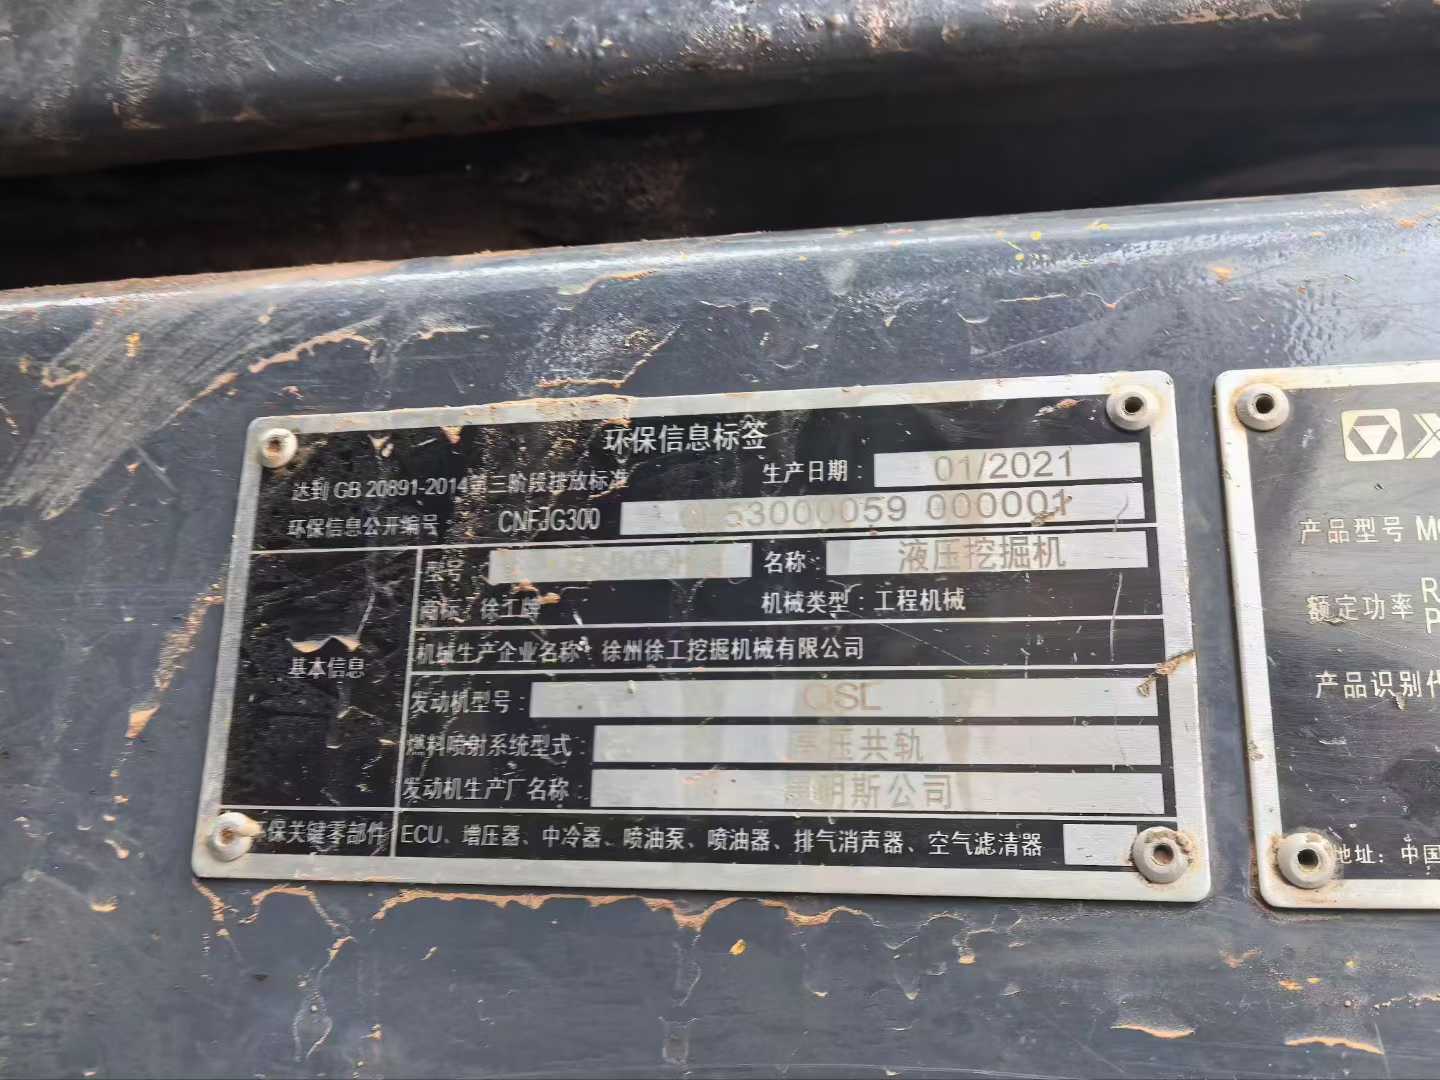 环保信息标签
达到 GB 20891-2014第三阶段排放标准
生产日期： 01/2021
环保信息公开编号： CNFJG300 53000059 000001
型号
名称： 液压挖掘机
商标： 徐工牌
机械类型：工程机械
基本信息
机械生产企业名称：徐州徐工挖掘机械有限公司
发动机型号： QSL
燃料喷射系统型式： 高压共轨
发动机生产厂名称： 康明斯公司
环保关键零部件
ECU、增压器、中冷器、喷油泵、喷油器、排气消声器、空气滤清器
X
产品型号 M
额定功率 R
P
产品识别代
地址：中国